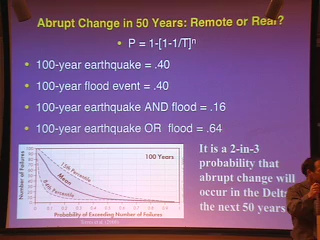 Abrupt Change in 50 Years: Remote or Real?
• P = 1-[1-1/T]ⁿ
• 100-year earthquake = .40
• 100-year flood event = .40
• 100-year earthquake AND flood = .16
• 100-year earthquake OR flood = .64
It is a 2-in-3
probability that
abrupt change will
occur in the Delta
the next 50 years
100 Years
Number of Failures
Mean
Probability of Exceeding Number of Failures